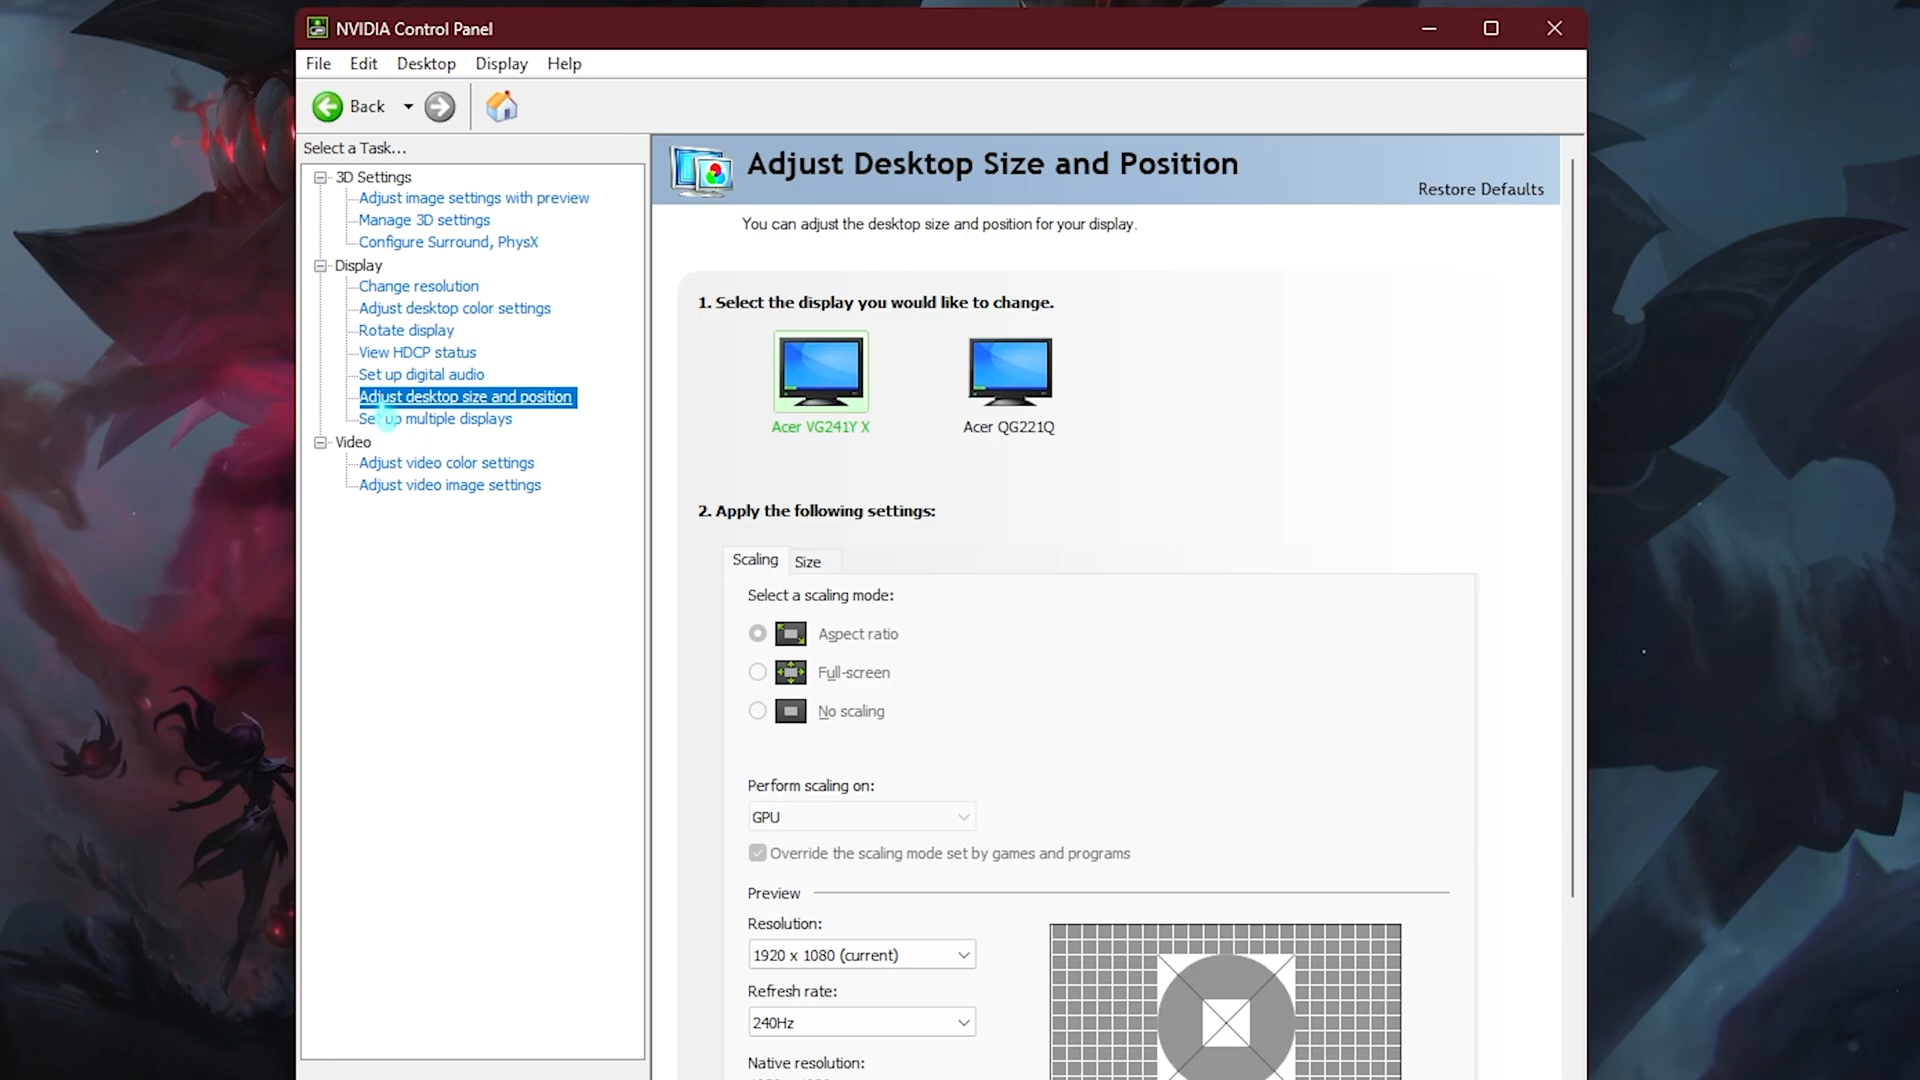 NVIDIA Control Panel
File Edit Desktop Display Help
Back
Select a Task...
3D Settings
Adjust image settings with preview
Manage 3D settings
Configure Surround, PhysX
Display
Change resolution
Adjust desktop color settings
Rotate display
View HDCP status
Set up digital audio
Adjust desktop size and position
Set up multiple displays
Video
Adjust video color settings
Adjust video image settings
Adjust Desktop Size and Position
Restore Defaults
You can adjust the desktop size and position for your display.
1. Select the display you would like to change.
Acer VG241Y X
Acer QG221Q
2. Apply the following settings:
Scaling Size
Select a scaling mode:
Aspect ratio
Full-screen
No scaling
Perform scaling on:
GPU
Override the scaling mode set by games and programs
Preview
Resolution:
1920 x 1080 (current)
Refresh rate:
240Hz
Native resolution: